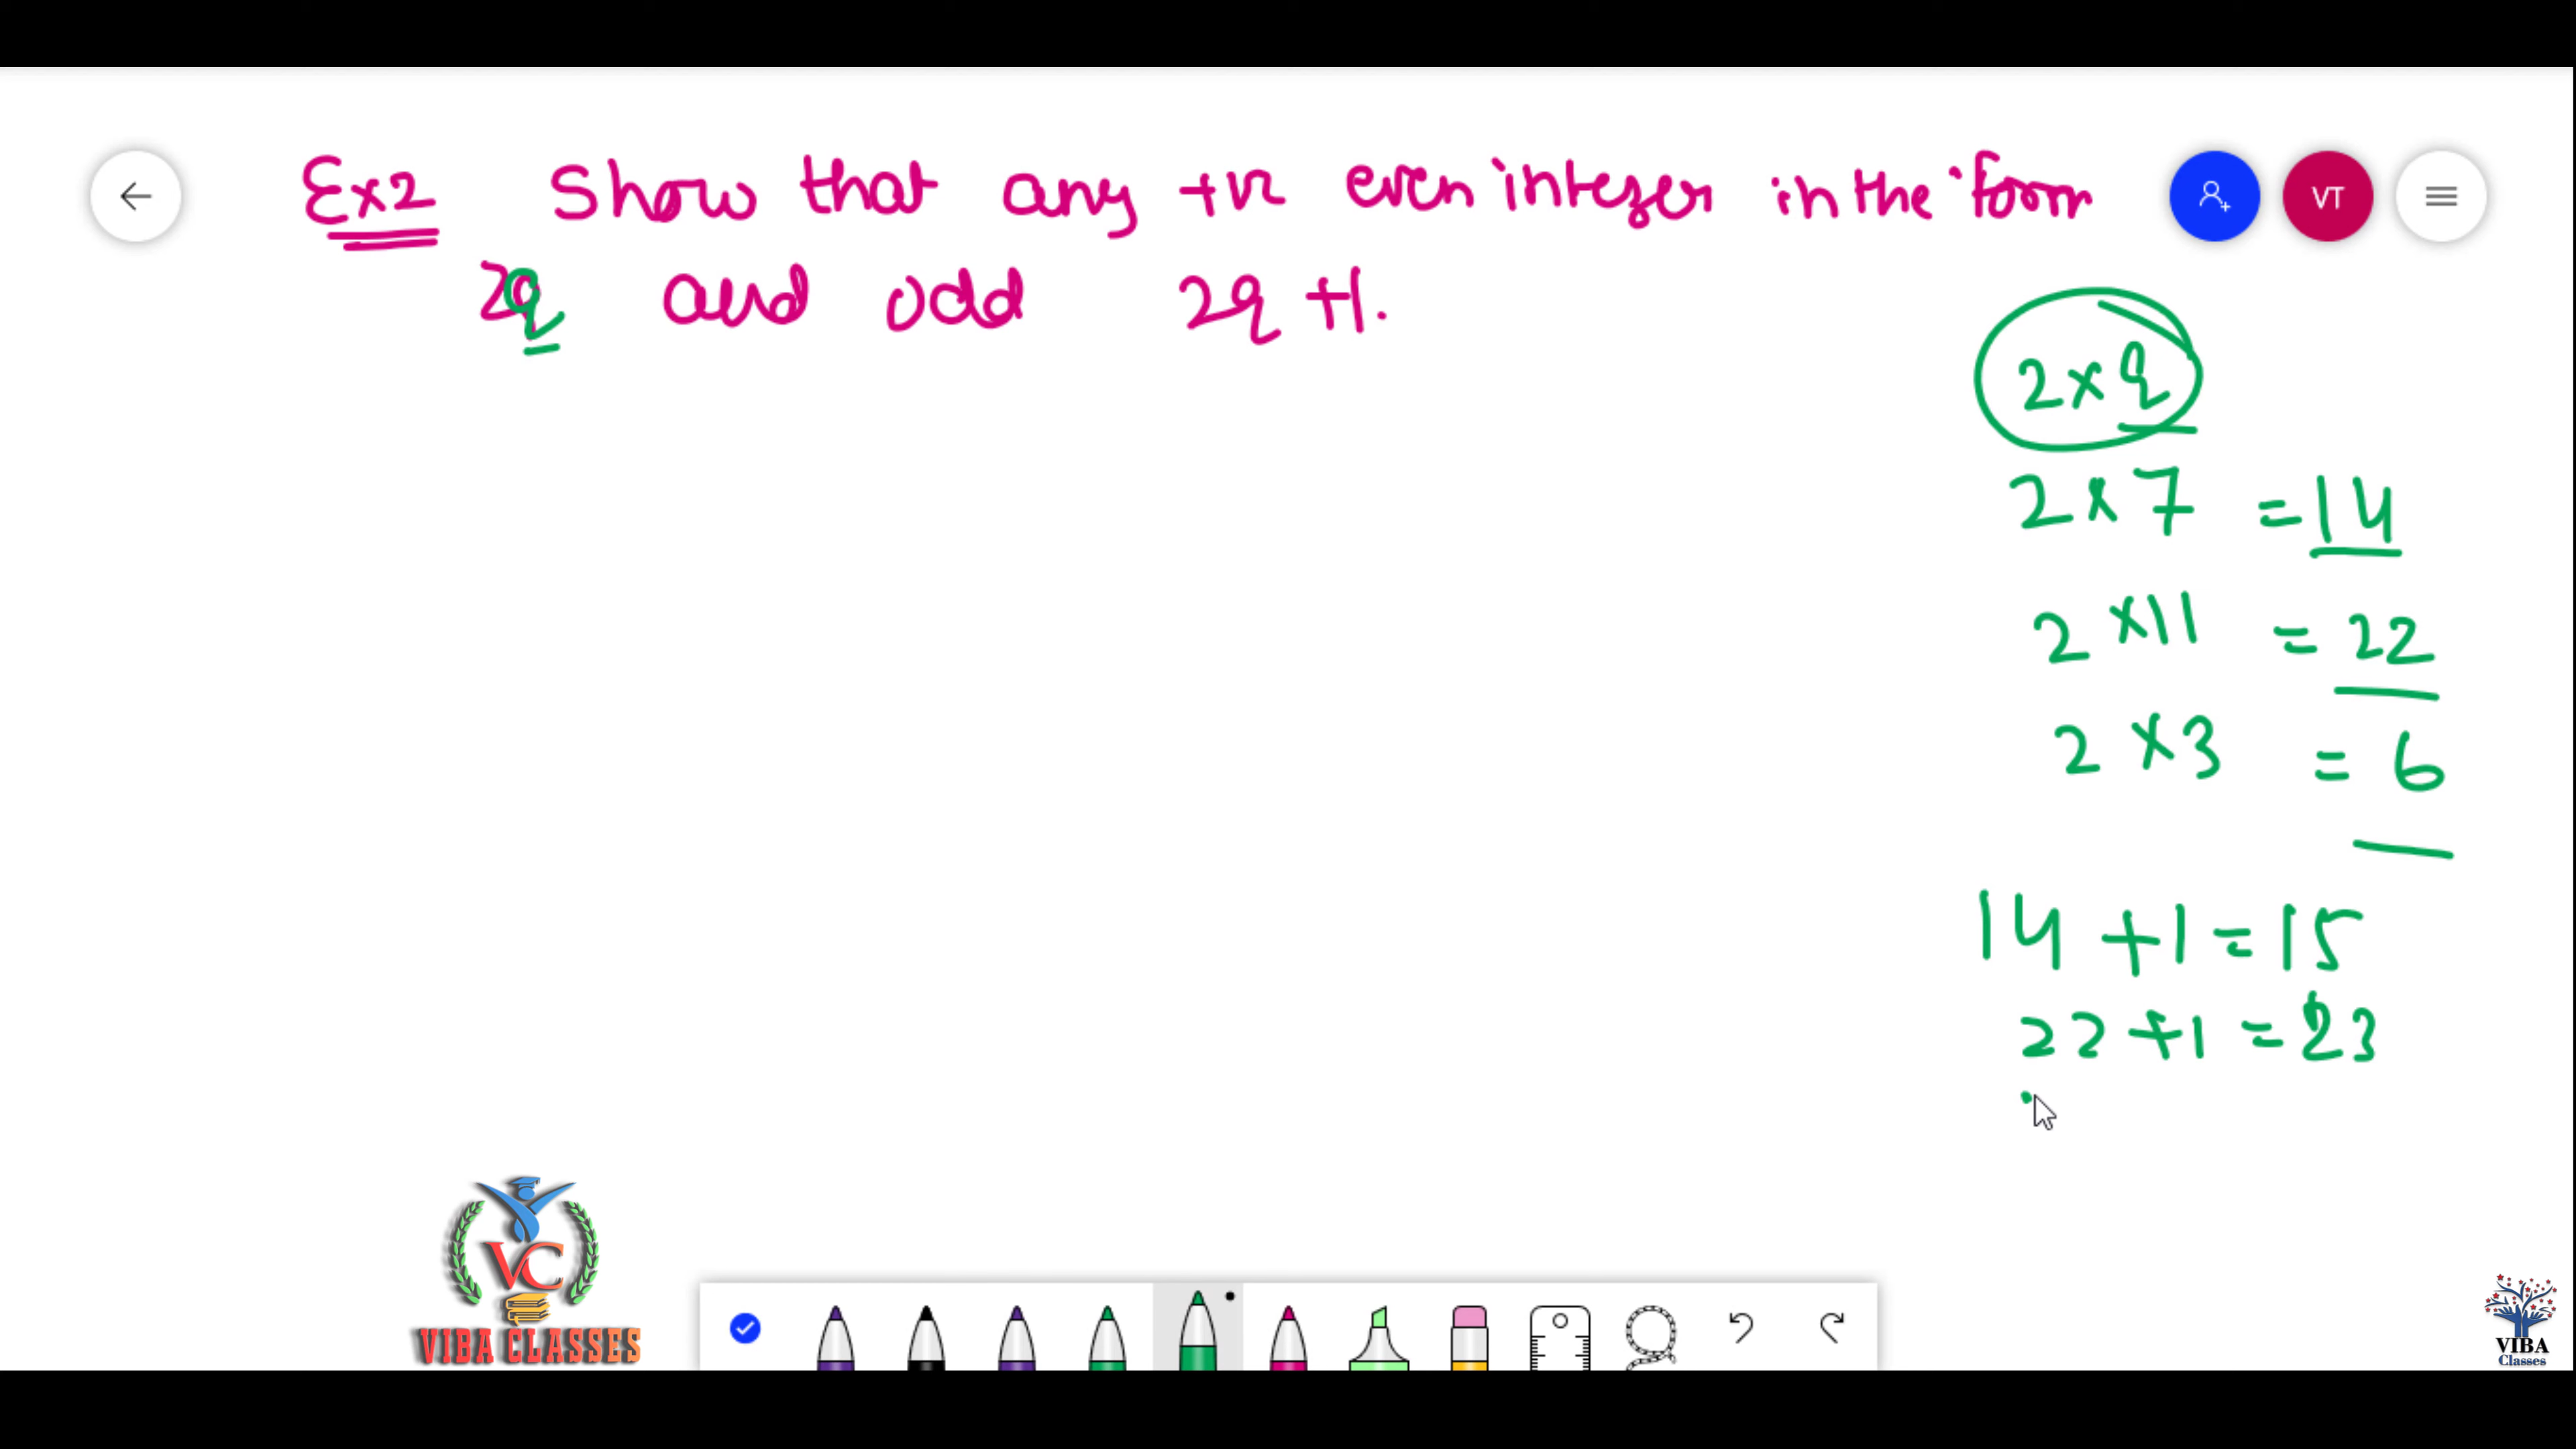 Ex2 Show that any +ve even integer in the form
2q and odd 2q +1.
VT
2×q
2×7 =14
2×11 =22
2×3 =6
14+1=15
22+1=23
VC
VIBA CLASSES
VIBA
Classes